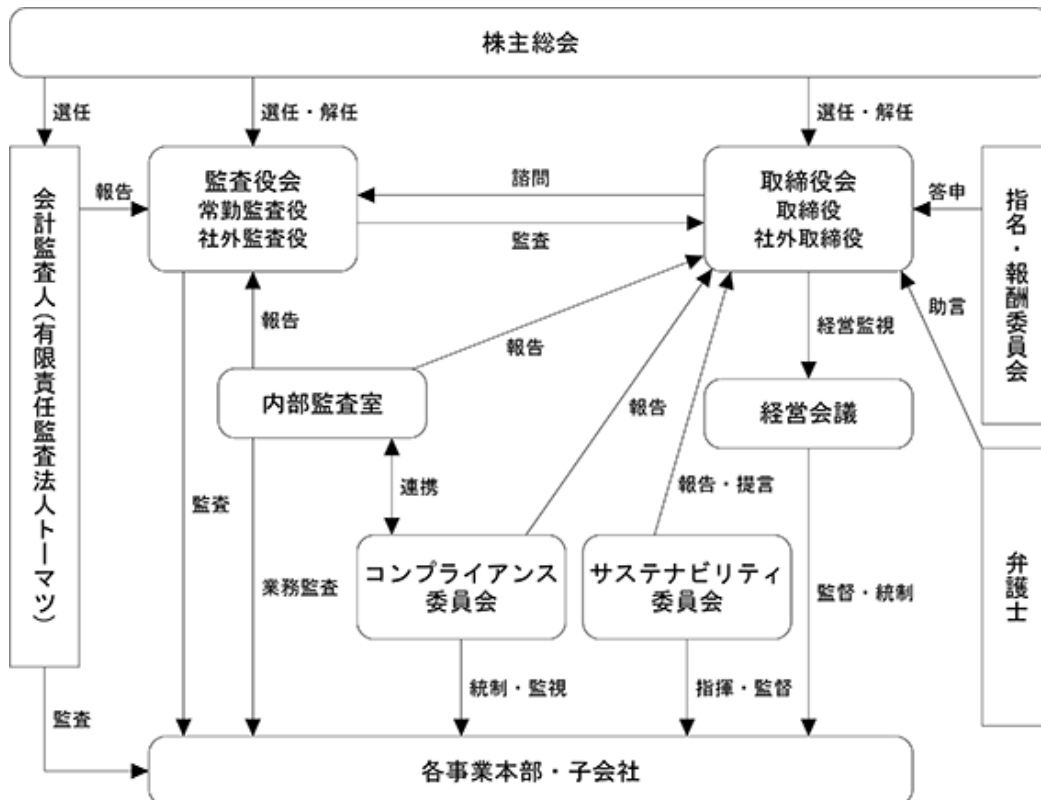 株主総会
選任
選任・解任
選任・解任
会計監査人(有限責任監査法人トーマツ)
報告
監査役会
常勤監査役
社外監査役
諮問
監査
取締役会
取締役
社外取締役
答申
指名・報酬委員会
報告
報告
報告
経営監視
助言
内部監査室
経営会議
連携
報告・提言
監査
業務監査
コンプライアンス
委員会
サステナビリティ
委員会
監督・統制
弁護士
統制・監視
指揮・監督
監査
各事業本部・子会社